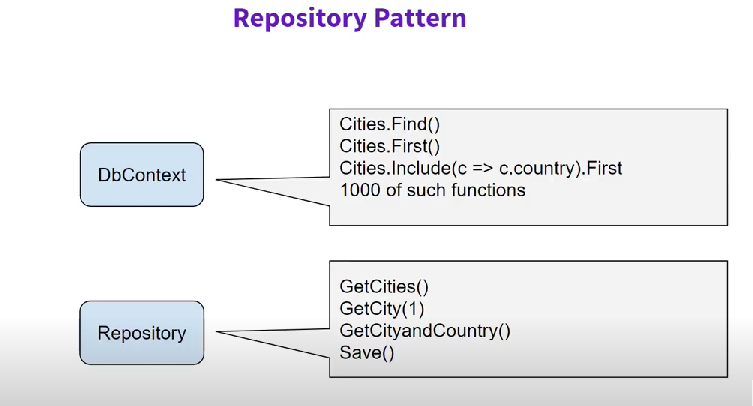 Repository Pattern
DbContext
Cities.Find()
Cities.First()
Cities.Include(c => c.country).First
1000 of such functions
Repository
GetCities()
GetCity(1)
GetCityandCountry()
Save()